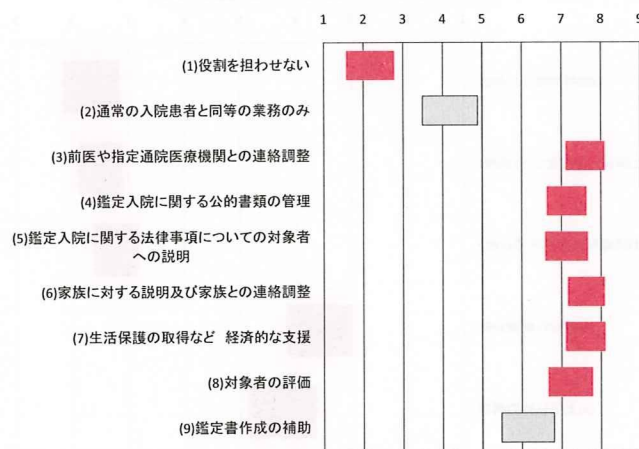 1 2 3 4 5 6 7 8 9
(1)役割を担わせない
(2)通常の入院患者と同等の業務のみ
(3)前医や指定通院医療機関との連絡調整
(4)鑑定入院に関する公的書類の管理
(5)鑑定入院に関する法律事項についての対象者
への説明
(6)家族に対する説明及び家族との連絡調整
(7)生活保護の取得など 経済的な支援
(8)対象者の評価
(9)鑑定書作成の補助